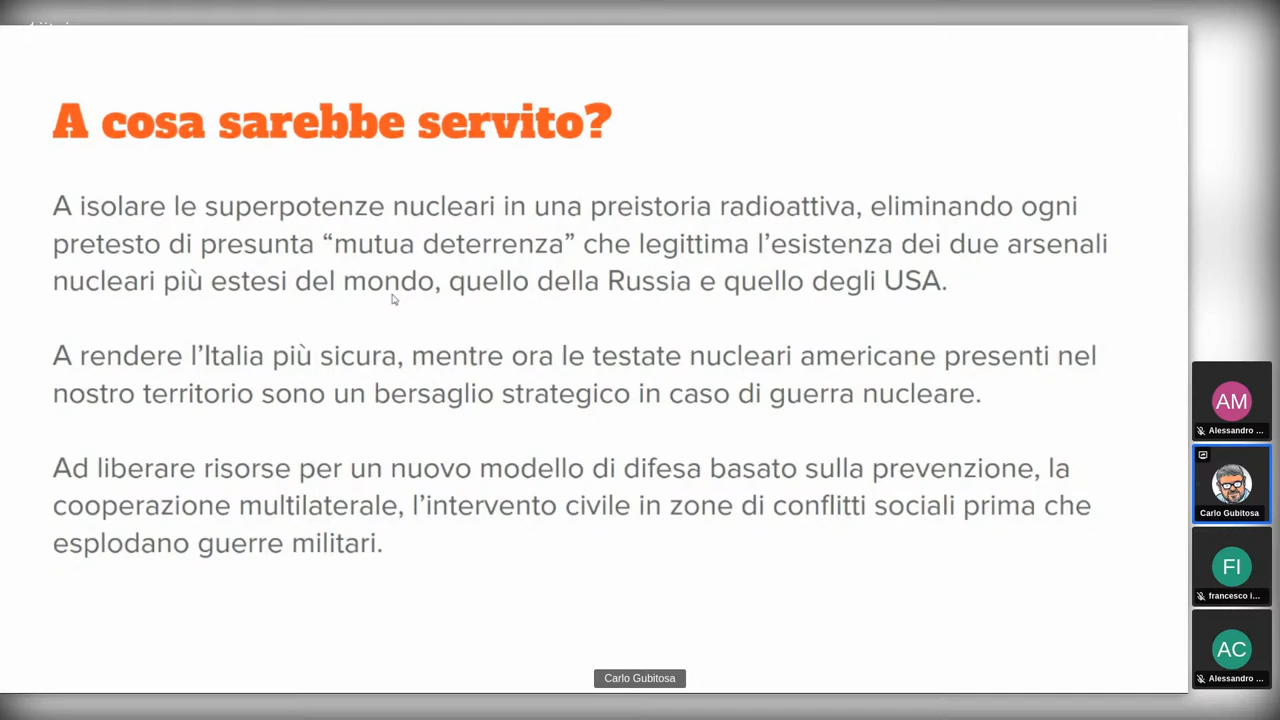 A cosa sarebbe servito?
A isolare le superpotenze nucleari in una preistoria radioattiva, eliminando ogni
pretesto di presunta “mutua deterrenza” che legittima l’esistenza dei due arsenali
nucleari più estesi del mondo, quello della Russia e quello degli USA.
A rendere l’Italia più sicura, mentre ora le testate nucleari americane presenti nel
nostro territorio sono un bersaglio strategico in caso di guerra nucleare.
Ad liberare risorse per un nuovo modello di difesa basato sulla prevenzione, la
cooperazione multilaterale, l’intervento civile in zone di conflitti sociali prima che
esplodano guerre militari.
AM
Alessandro ...
Carlo Gubitosa
FI
francesco i...
AC
Alessandro ...
Carlo Gubitosa